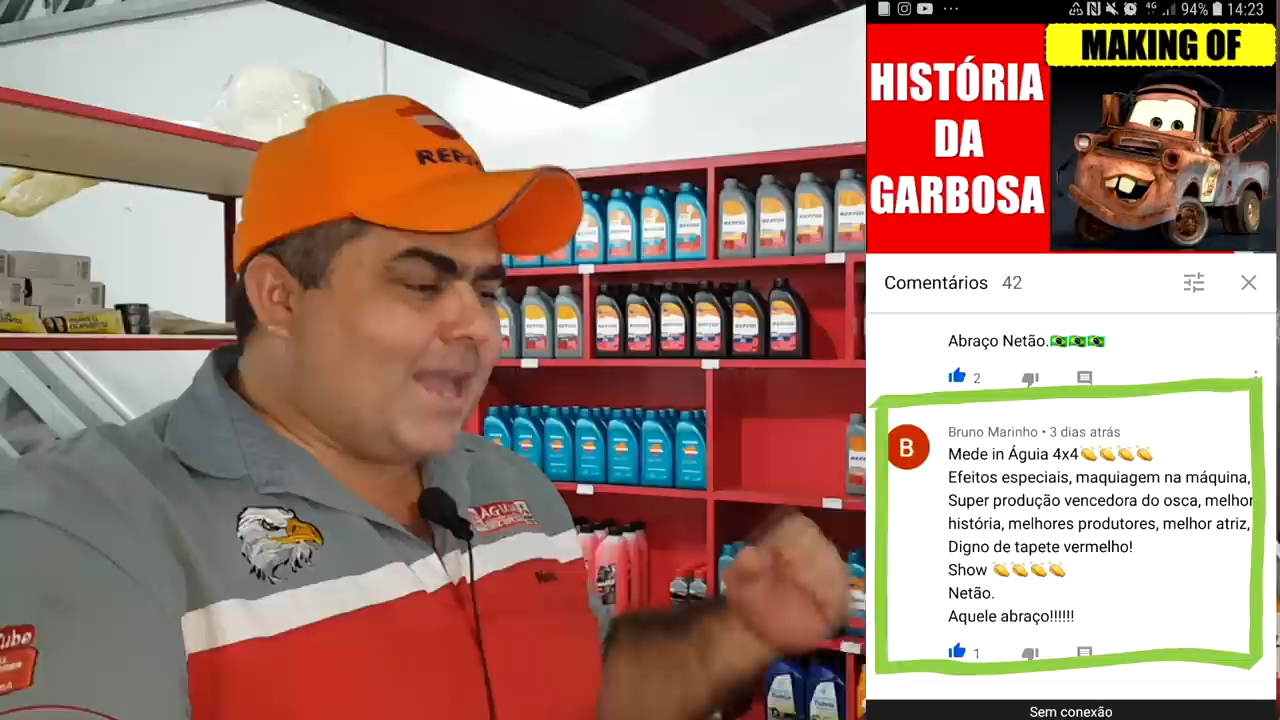 94%
14:23
MAKING OF
HISTÓRIA
DA
GARBOSA
Comentários 42
Abraço Netão.🇧🇷🇧🇷🇧🇷
2
B
Bruno Marinho • 3 dias atrás
Mede in Águia 4x4👏👏👏👏
Efeitos especiais, maquiagem na máquina,
Super produção vencedora do osca, melhor
história, melhores produtores, melhor atriz,
Digno de tapete vermelho!
Show 👏👏👏👏
Netão.
Aquele abraço!!!!!!
1
Sem conexão